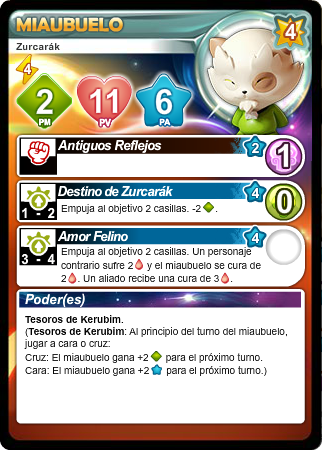 MIAUBUELO
4
Zurcarák
4
2
PM
11
PV
6
PA
Antiguos Reflejos
2
1
Destino de Zurcarák
4
1 - 2
Empuja al objetivo 2 casillas. -2
0
Amor Felino
4
3 - 4
Empuja al objetivo 2 casillas. Un personaje
contrario sufre 2 y el miaubuelo se cura de
2. Un aliado recibe una cura de 3.
Poder(es)
Tesoros de Kerubim.
(Tesoros de Kerubim: Al principio del turno del miaubuelo,
jugar a cara o cruz:
Cruz: El miaubuelo gana +2 para el próximo turno.
Cara: El miaubuelo gana +2 para el próximo turno.)